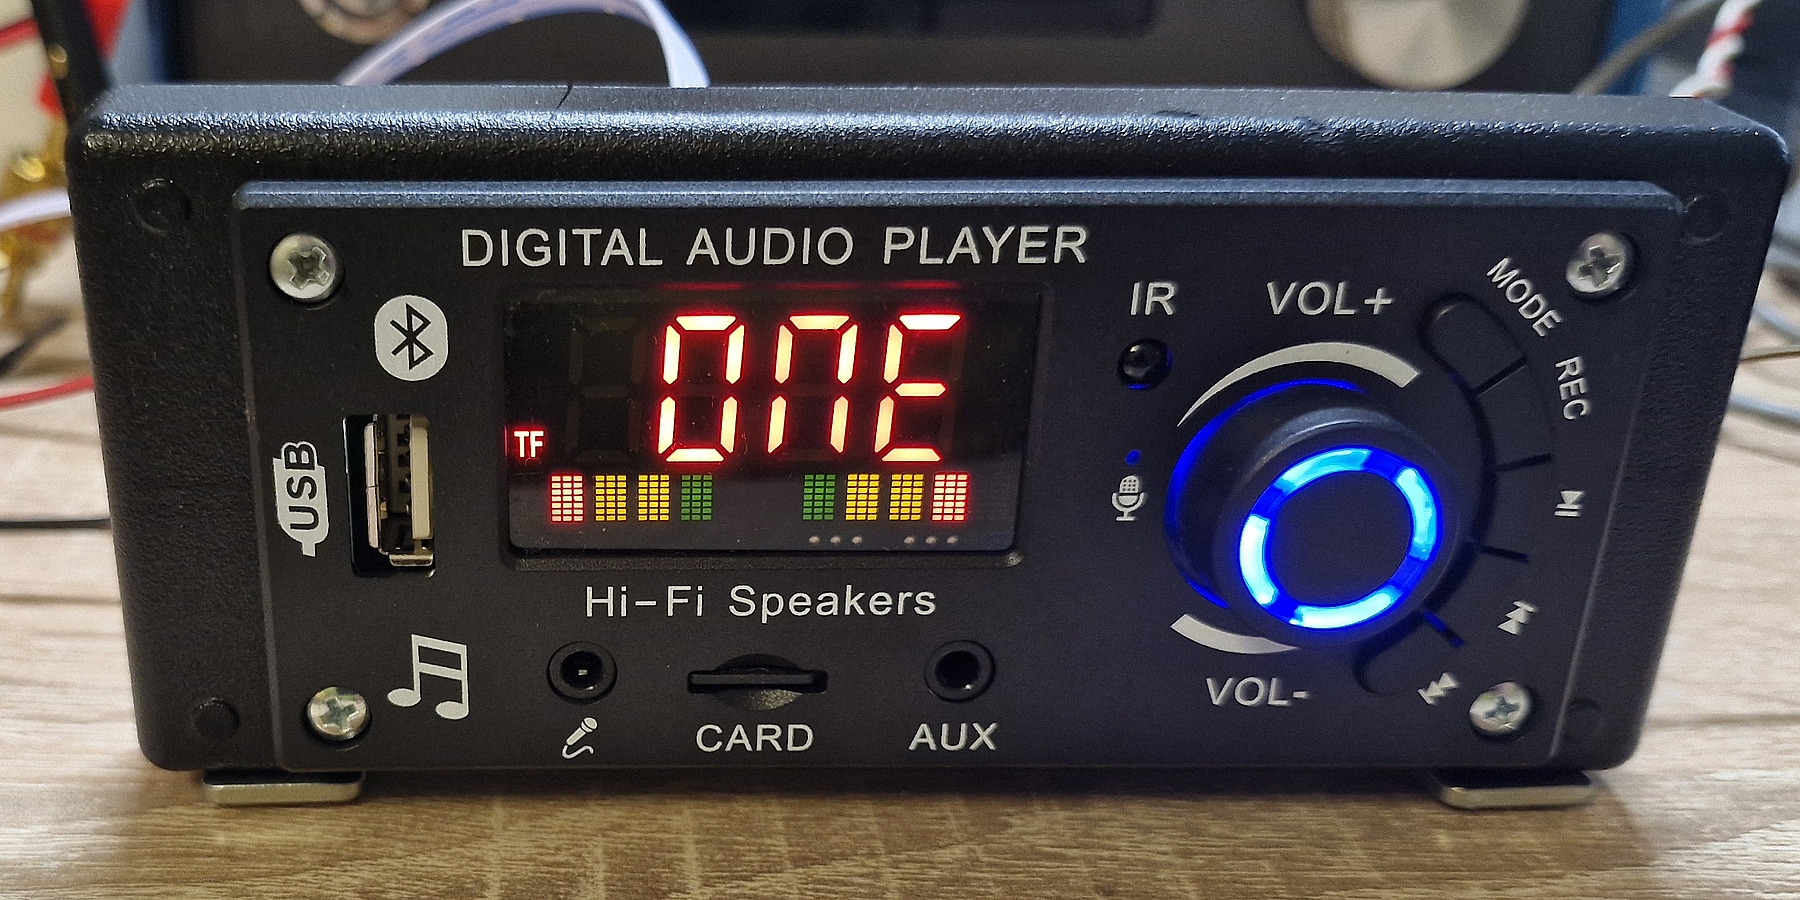 DIGITAL AUDIO PLAYER
IR
VOL+
MODE
REC
ONE
TF
USB
Hi-Fi Speakers
VOL-
CARD
AUX